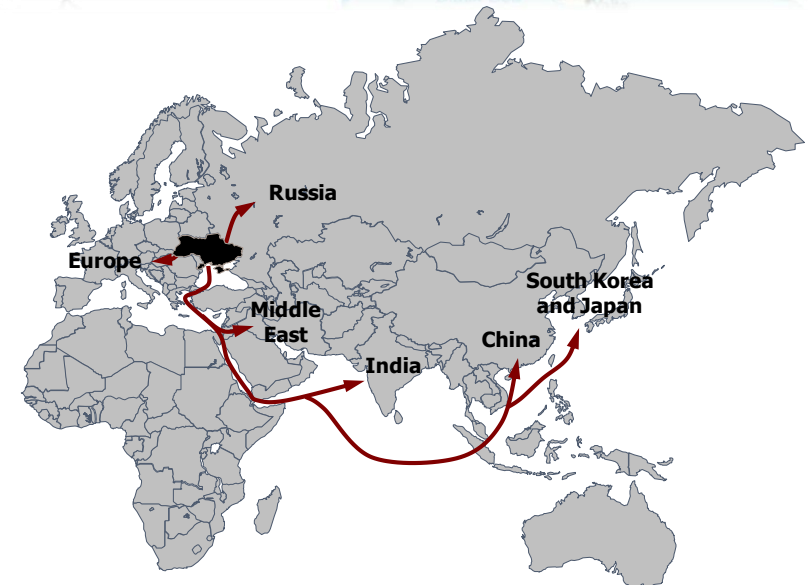 Russia
Europe
South Korea
and Japan
Middle
East
China
India